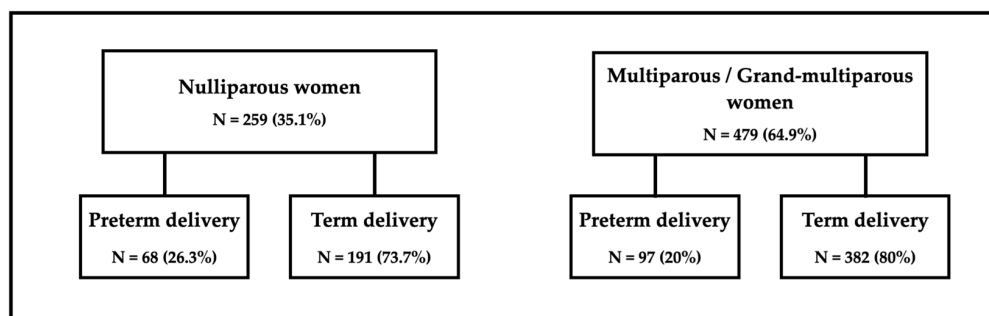 Nulliparous women
N = 259 (35.1%)
Multiparous / Grand-multiparous
women
N = 479 (64.9%)
Preterm delivery
N = 68 (26.3%)
Term delivery
N = 191 (73.7%)
Preterm delivery
N = 97 (20%)
Term delivery
N = 382 (80%)